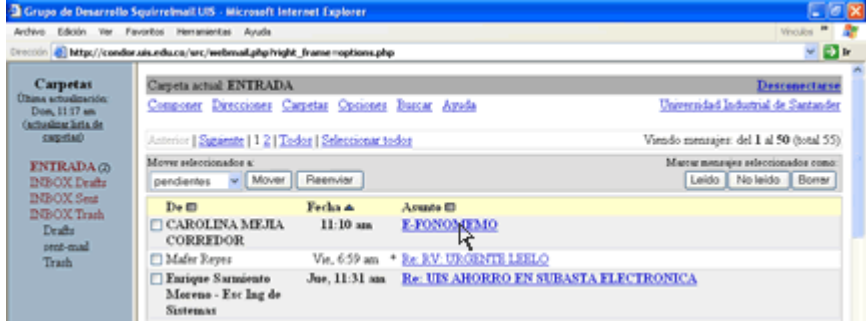 Grupo de Desarrollo Squirrelmail UIS - Microsoft Internet Explorer
Archivo Edición Ver Favoritos Herramientas Ayuda Vínculos »
Dirección http://condor.uis.edu.co/src/webmail.php?right_frame=options.php Ir
Carpetas
Última actualización:
Dom, 11:17 am
(actualizar lista de
carpetas)
ENTRADA (2)
INBOX Drafts
INBOX Sent
INBOX Trash
Drafts
sent-mail
Trash
Carpeta actual: ENTRADA Desconectarse
Componer Direcciones Carpetas Opciones Buscar Ayuda Universidad Industrial de Santander
Anterior | Siguiente | 1 2 | Todos | Seleccionar todos Viendo mensajes: del 1 al 50 (total 55)
Mover seleccionados a: Marcar mensajes seleccionados como:
pendientes Mover Reenviar Leído No leído Borrar
De Fecha Asunto
CAROLINA MEJIA 11:10 am E-FONOMEMO
CORREDOR
Mafer Reyes Vie, 6:59 am * Re: RV: URGENTE LEELO
Enrique Sarmiento Jue, 11:31 am Re: UIS AHORRO EN SUBASTA ELECTRONICA
Moreno - Esc Ing de
Sistemas